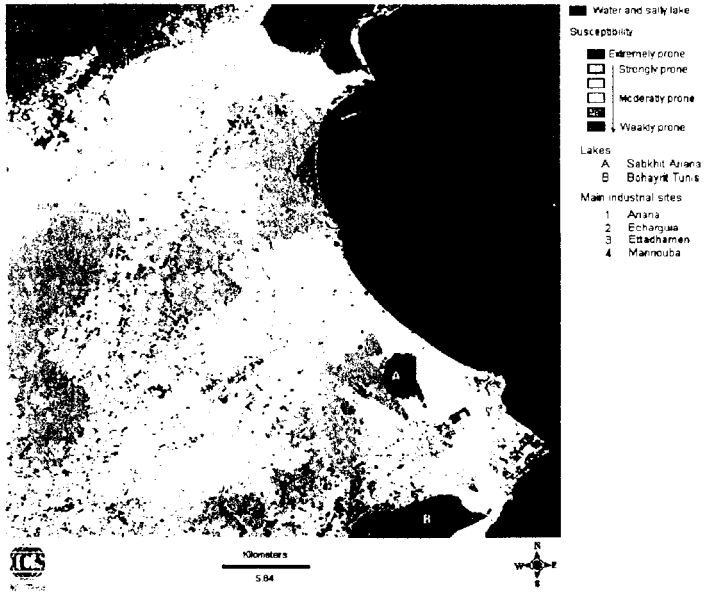 Water and salty lake
Susceptibility
Extremely prone
Strongly prone
Moderatly prone
Weakly prone
Lakes
A Sabkhit Ariana
B Bohayrit Tunis
Main industrial sites
1 Ariana
2 Echarguia
3 Ettadhamen
4 Mannouba
A
B
ICS
Kilometers
5.84
N
W E
S